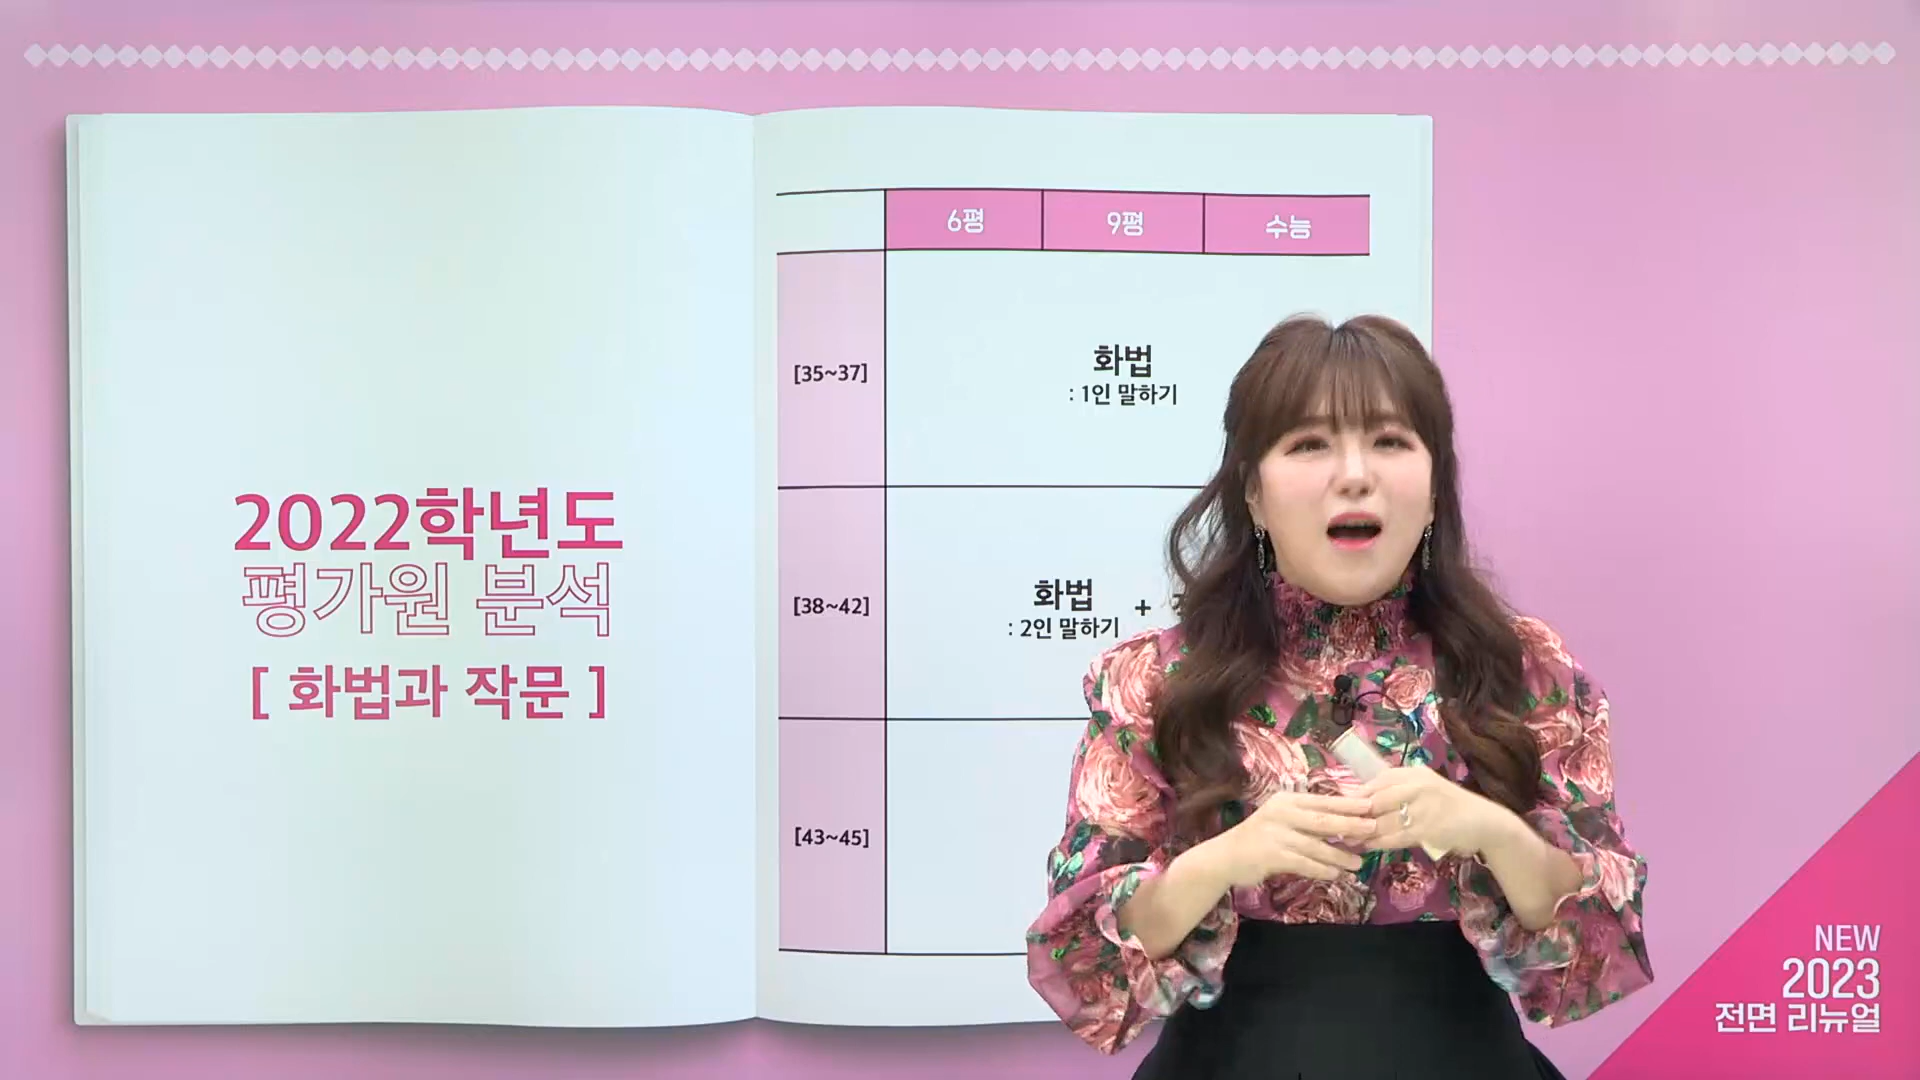 2022학년도
평가원 분석
[ 화법과 작문 ]
6평
9평
수능
[35~37]
화법
: 1인 말하기
[38~42]
화법 +
: 2인 말하기
[43~45]
NEW
2023
전면 리뉴얼